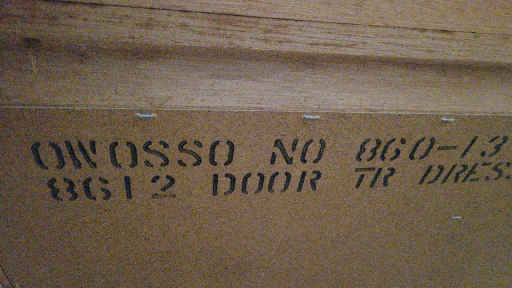 OWOSSO NO 860-13
8612 DOOR TR DRES